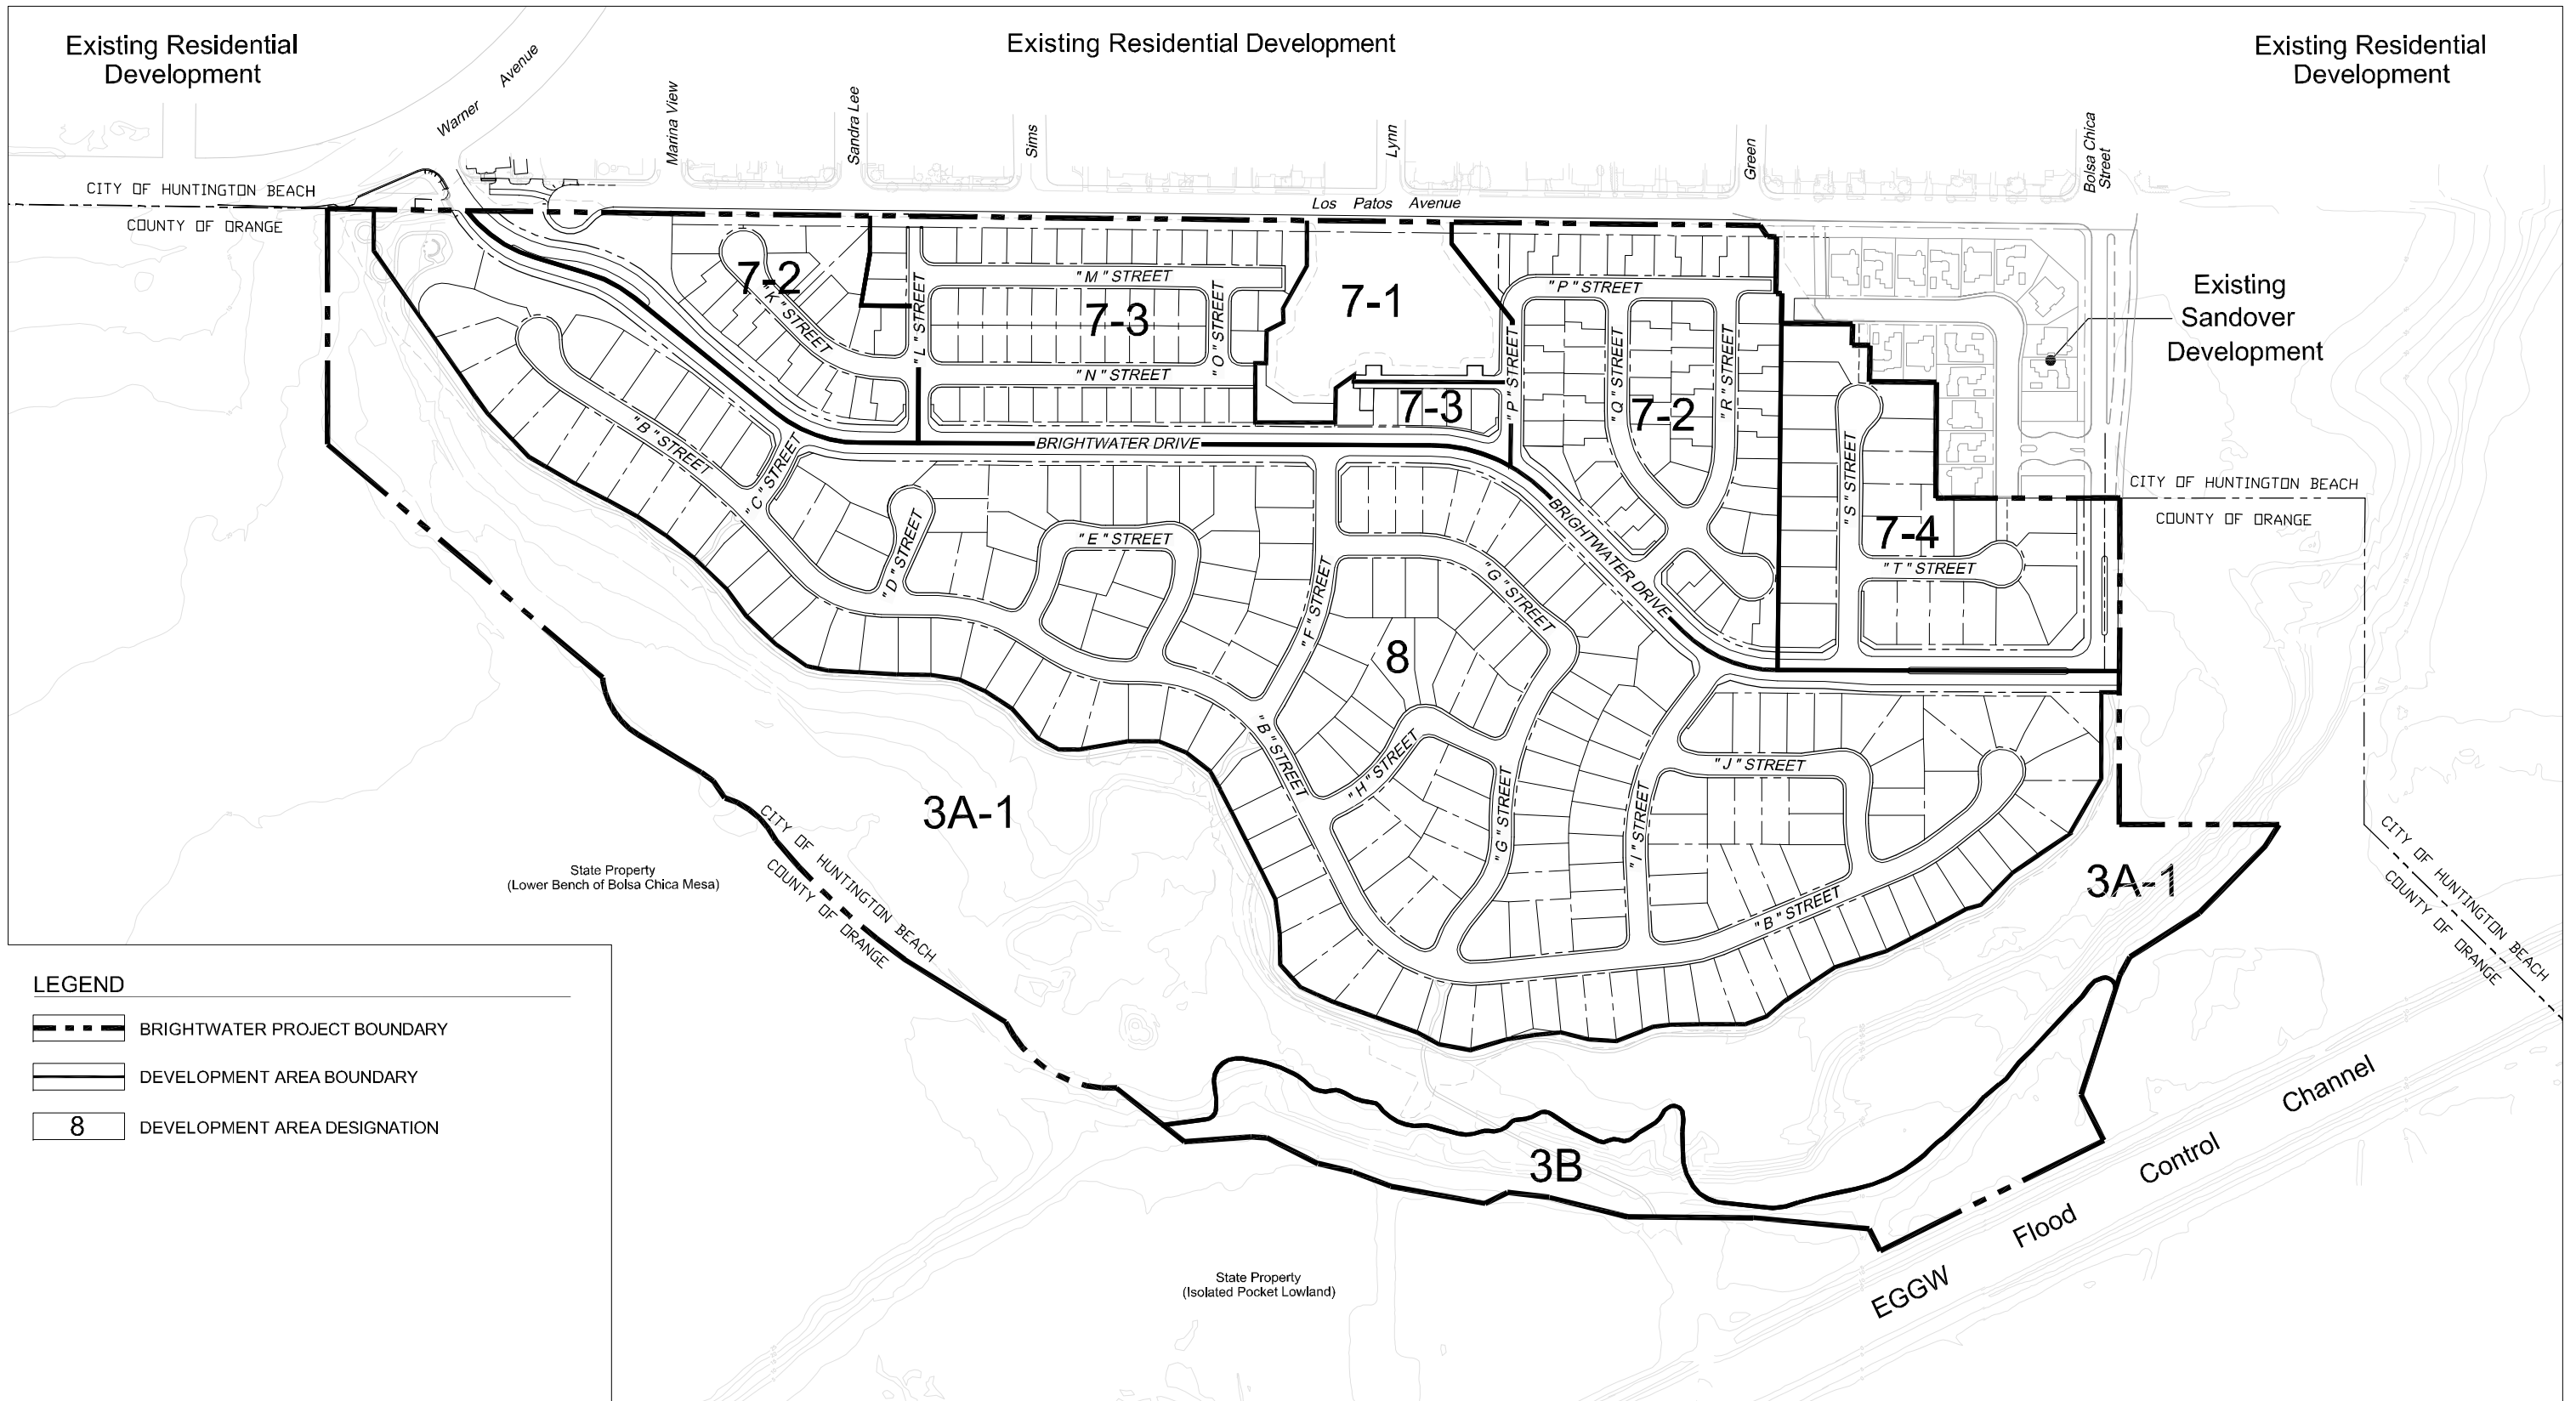 Existing Residential
Development
Existing Residential Development
Existing Residential
Development
Warner Avenue
Marina View
Sandra Lee
Sims
Lynn
Green
Bolsa Chica
Street
CITY OF HUNTINGTON BEACH
COUNTY OF ORANGE
Los Patos Avenue
7-2
"K" STREET
"L" STREET
"M" STREET
7-3
"O" STREET
"N" STREET
7-1
7-3
"P" STREET
"P" STREET
"Q" STREET
7-2
"R" STREET
Existing
Sandover
Development
"S" STREET
7-4
"T" STREET
CITY OF HUNTINGTON BEACH
COUNTY OF ORANGE
BRIGHTWATER DRIVE
BRIGHTWATER DRIVE
"B" STREET
"C" STREET
"D" STREET
"E" STREET
"F" STREET
"G" STREET
8
"B" STREET
"H" STREET
"G" STREET
"I" STREET
"J" STREET
"B" STREET
3A-1
3A-1
CITY OF HUNTINGTON BEACH
COUNTY OF ORANGE
CITY OF HUNTINGTON BEACH
COUNTY OF ORANGE
State Property
(Lower Bench of Bolsa Chica Mesa)
3B
State Property
(Isolated Pocket Lowland)
EGGW Flood Control Channel
LEGEND
BRIGHTWATER PROJECT BOUNDARY
DEVELOPMENT AREA BOUNDARY
8 DEVELOPMENT AREA DESIGNATION